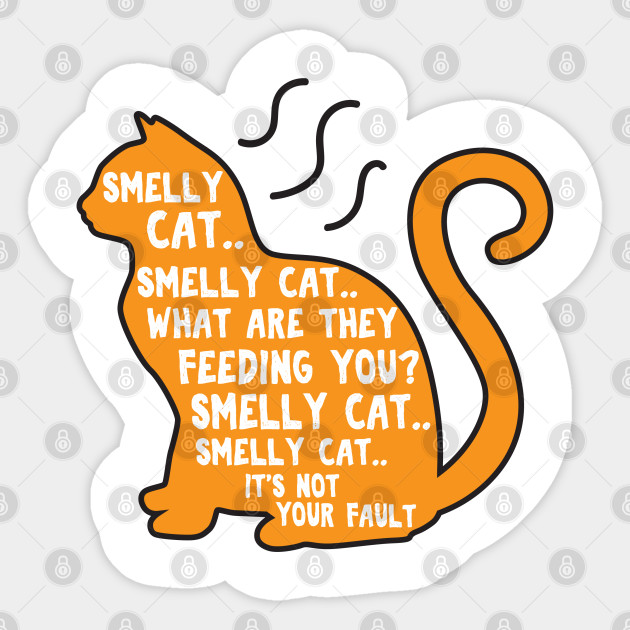 SMELLY
CAT..
SMELLY CAT..
WHAT ARE THEY
FEEDING YOU?
SMELLY CAT..
SMELLY CAT..
IT'S NOT
YOUR FAULT